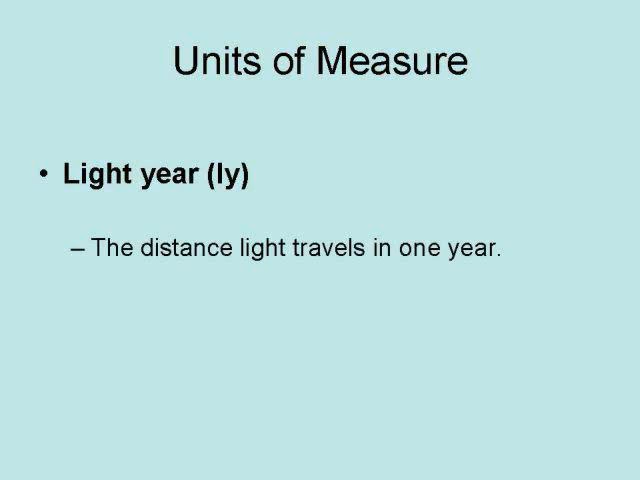 Units of Measure
• Light year (ly)
– The distance light travels in one year.